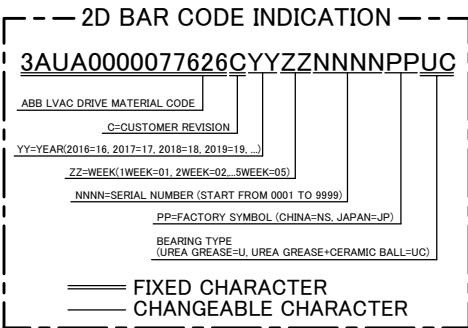 2D BAR CODE INDICATION
3AUA0000077626CYYZZNNNNPPUC
ABB LVAC DRIVE MATERIAL CODE
C=CUSTOMER REVISION
YY=YEAR(2016=16, 2017=17, 2018=18, 2019=19, ...)
ZZ=WEEK(1WEEK=01, 2WEEK=02,...5WEEK=05)
NNNN=SERIAL NUMBER (START FROM 0001 TO 9999)
PP=FACTORY SYMBOL (CHINA=NS, JAPAN=JP)
BEARING TYPE
(UREA GREASE=U, UREA GREASE+CERAMIC BALL=UC)
FIXED CHARACTER
CHANGEABLE CHARACTER